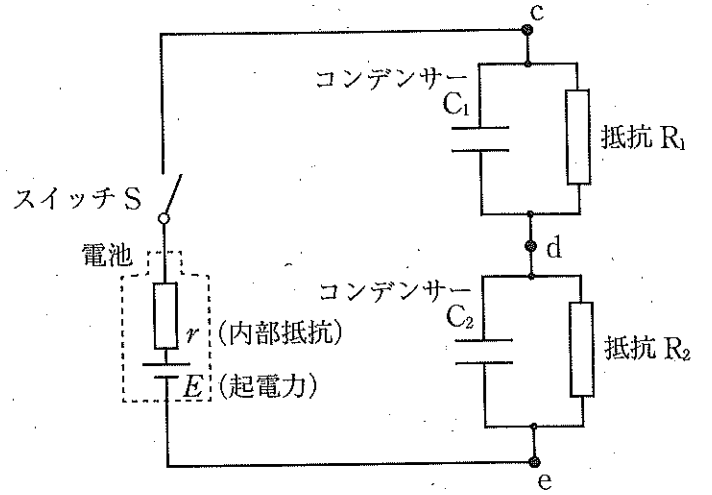 c
コンデンサー
C₁
抵抗 R₁
スイッチ S
電池
d
コンデンサー
C₂
r (内部抵抗)
抵抗 R₂
E (起電力)
e